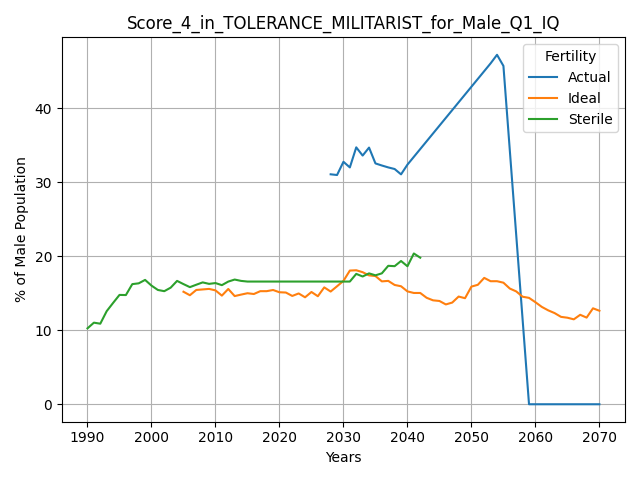 Score_4_in_TOLERANCE_MILITARIST_for_Male_Q1_IQ
Fertility
Actual
Ideal
Sterile
% of Male Population
40
30
20
10
0
1990 2000 2010 2020 2030 2040 2050 2060 2070
Years